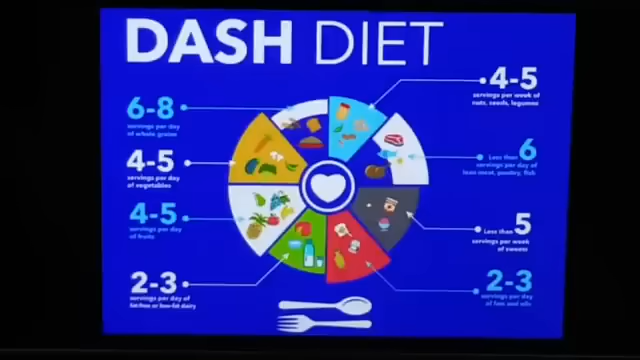 DASH DIET
6-8
servings per day
of whole grains
4-5
servings per day
of vegetables
4-5
servings per day
of fruits
2-3
servings per day of
fat-free or low-fat dairy
4-5
servings per week of
nuts, seeds, legumes
Less than 6
servings per day of
lean meat, poultry, fish
Less than 5
servings per week
of sweets
2-3
servings per day
of fats and oils